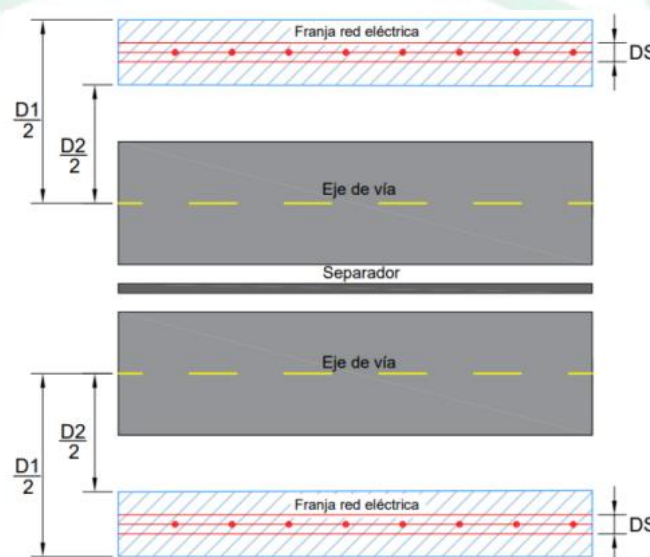 Franja red eléctrica
DS
D1
2
D2
2
Eje de vía
Separador
Eje de vía
D1
2
D2
2
Franja red eléctrica
DS